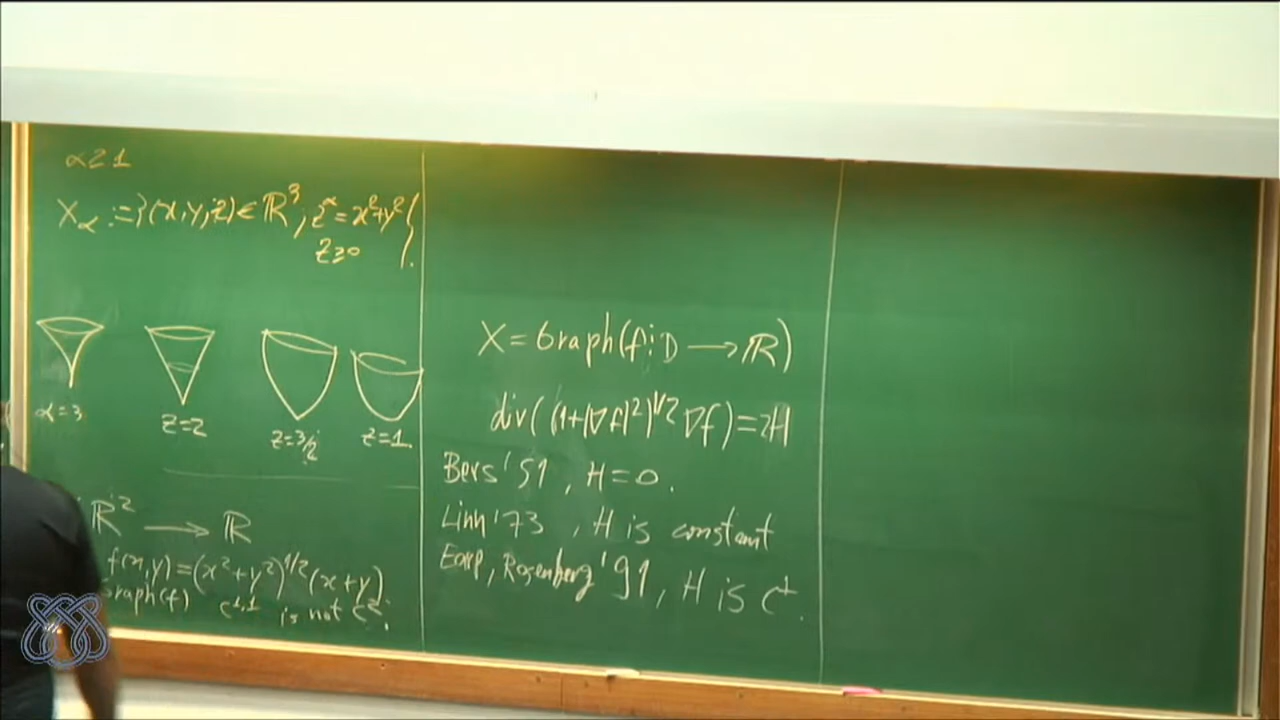 α≥1
X_α := {(x,y,z)∈ℝ³; z^α = x²+y²}.
z≥0
α=3 z=2 z=3/2 z=1
ℝ² ⟶ ℝ
f(x,y)=(x²+y²)^{1/2}(x+y)
graph(f) C^{1,1} is not C².
X = Graph(f:D ⟶ ℝ)
div((1+|∇f|²)^{1/2} ∇f)=2H
Bers '51, H=0.
Linn '73, H is constant
Earp, Rosenberg '91, H is C¹.